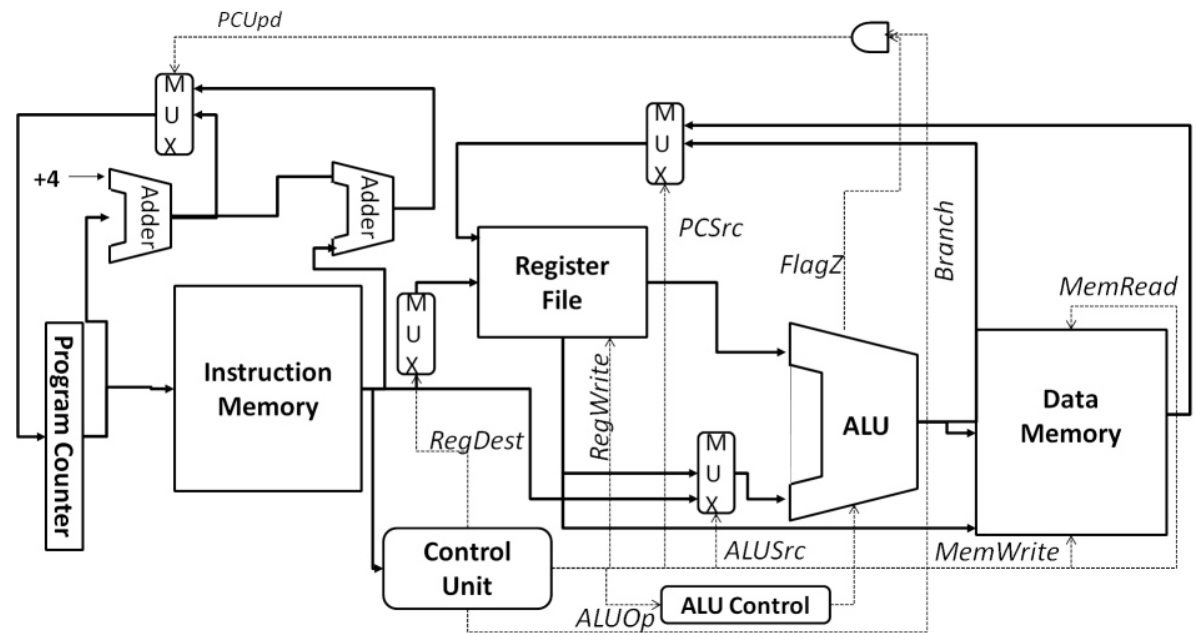 PCUpd
M
U
X
M
U
X
+4
Adder
Adder
PCSrc
FlagZ
Branch
MemRead
Register
File
M
U
X
Program Counter
Instruction
Memory
RegDest
RegWrite
M
U
X
ALU
Data
Memory
Control
Unit
ALUSrc
MemWrite
ALUOp
ALU Control